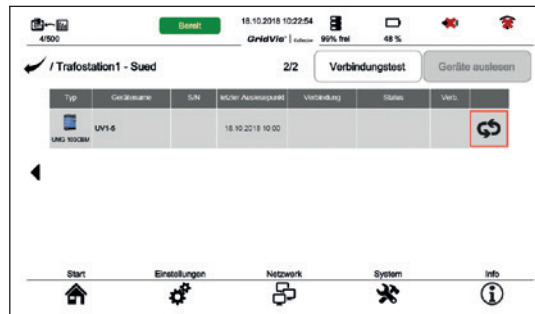 Bereit
18.10.2018 10:22:54
4/500
GridVis®
99% frei
48 %
/ Trafostation1 - Sued
2/2
Verbindungstest
Geräte auslesen
Typ Gerätename S/N letzter Auslesepunkt Verbindung Status Verb.
UV1-5
18.10.2018 10:00
Start Einstellungen Netzwerk System Info